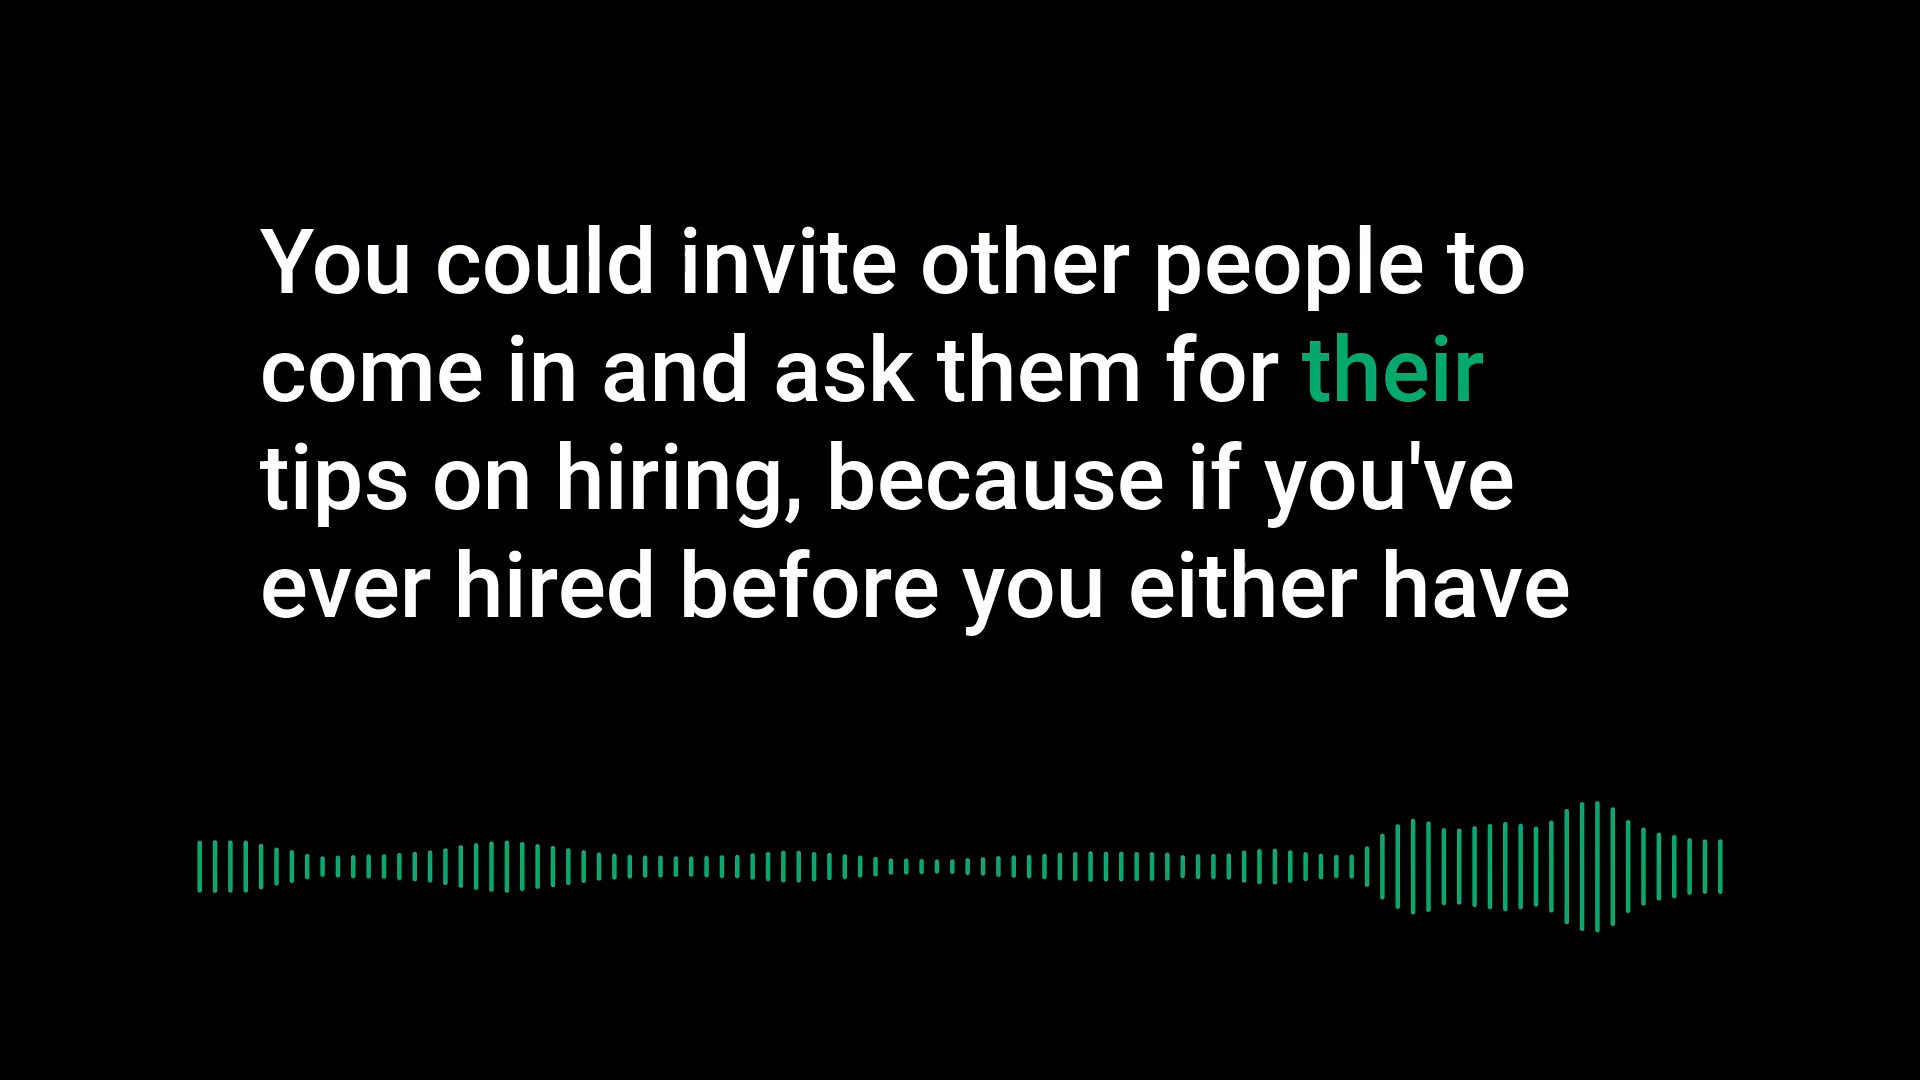 You could invite other people to
come in and ask them for their
tips on hiring, because if you've
ever hired before you either have